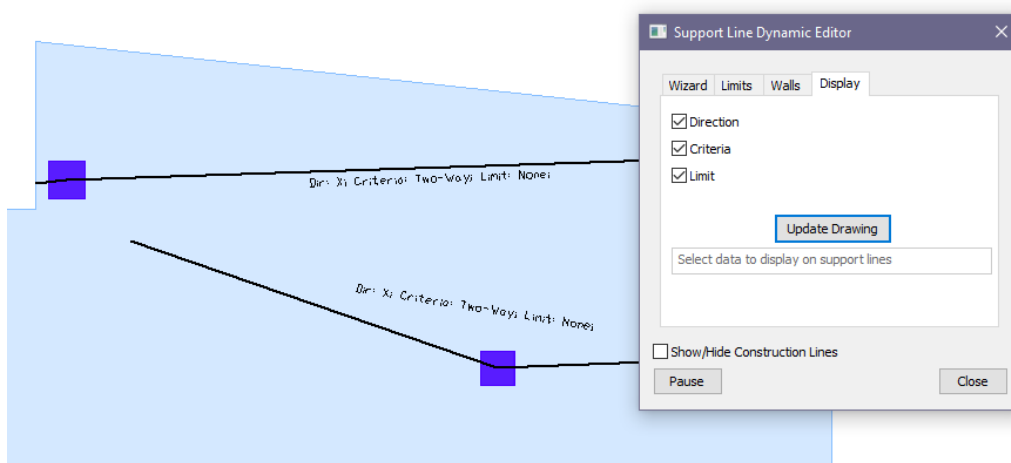 Support Line Dynamic Editor
Wizard Limits Walls Display
Direction
Criteria
Limit
Update Drawing
Select data to display on support lines
Show/Hide Construction Lines
Pause Close
Dir: X; Criteria: Two-Way; Limit: None;
Dir: X; Criteria: Two-Way; Limit: None;